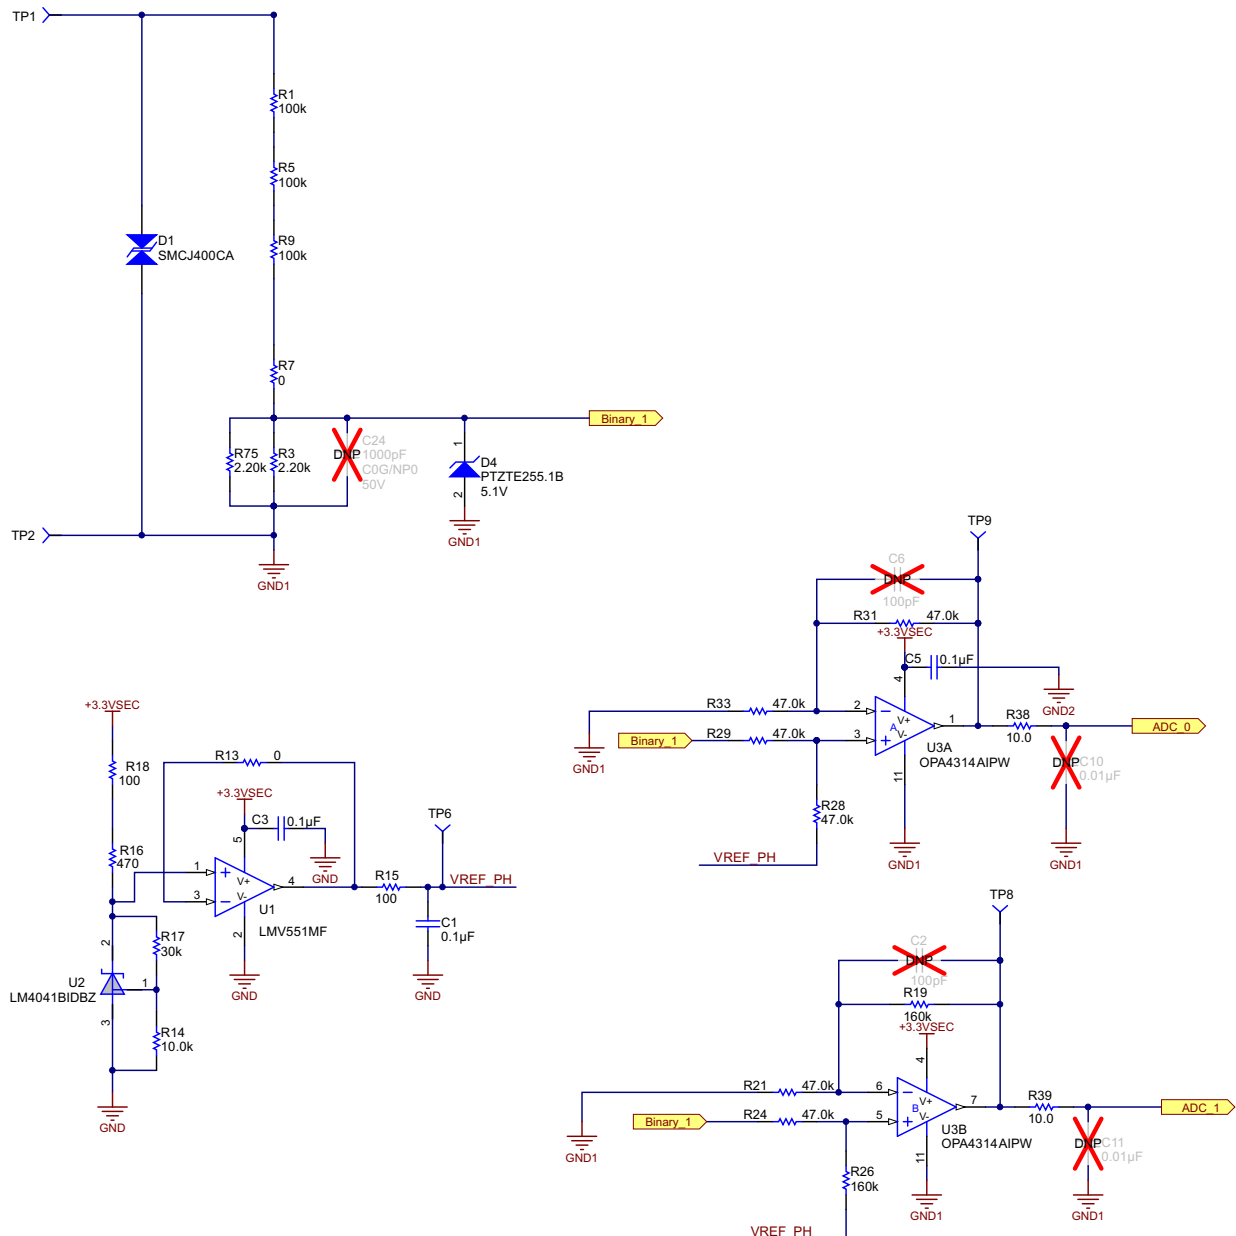 TP1
R1
100k
R5
100k
D1
SMCJ400CA
R9
100k
R7
0
Binary_1
R75
2.20k
R3
2.20k
DNP
C24
1000pF
C0G/NP0
50V
1
2
D4
PTZTE255.1B
5.1V
GND1
TP2
GND1
TP9
C6
DNP
100pF
R31 47.0k
+3.3VSEC
C5 0.1µF
4
GND2
R33 47.0k
2
Binary_1
R29 47.0k
3
A
V+
V-
1
11
U3A
OPA4314AIPW
R38
10.0
ADC_0
DNP
C10
0.01µF
GND1
R28
47.0k
VREF_PH
GND1
GND1
+3.3VSEC
R18
100
R16
470
R13 0
+3.3VSEC
C3 0.1µF
5
GND
1
3
V+
V-
4
2
U1
LMV551MF
GND
R15
100
TP6
VREF_PH
C1
0.1µF
GND
2
R17
30k
U2
LM4041BIDBZ
1
3
R14
10.0k
GND
TP8
C2
DNP
100pF
R19
160k
+3.3VSEC
4
R21 47.0k
6
Binary_1
R24 47.0k
5
B
V+
V-
7
11
U3B
OPA4314AIPW
R39
10.0
ADC_1
DNP
C11
0.01µF
GND1
R26
160k
VREF_PH
GND1
GND1